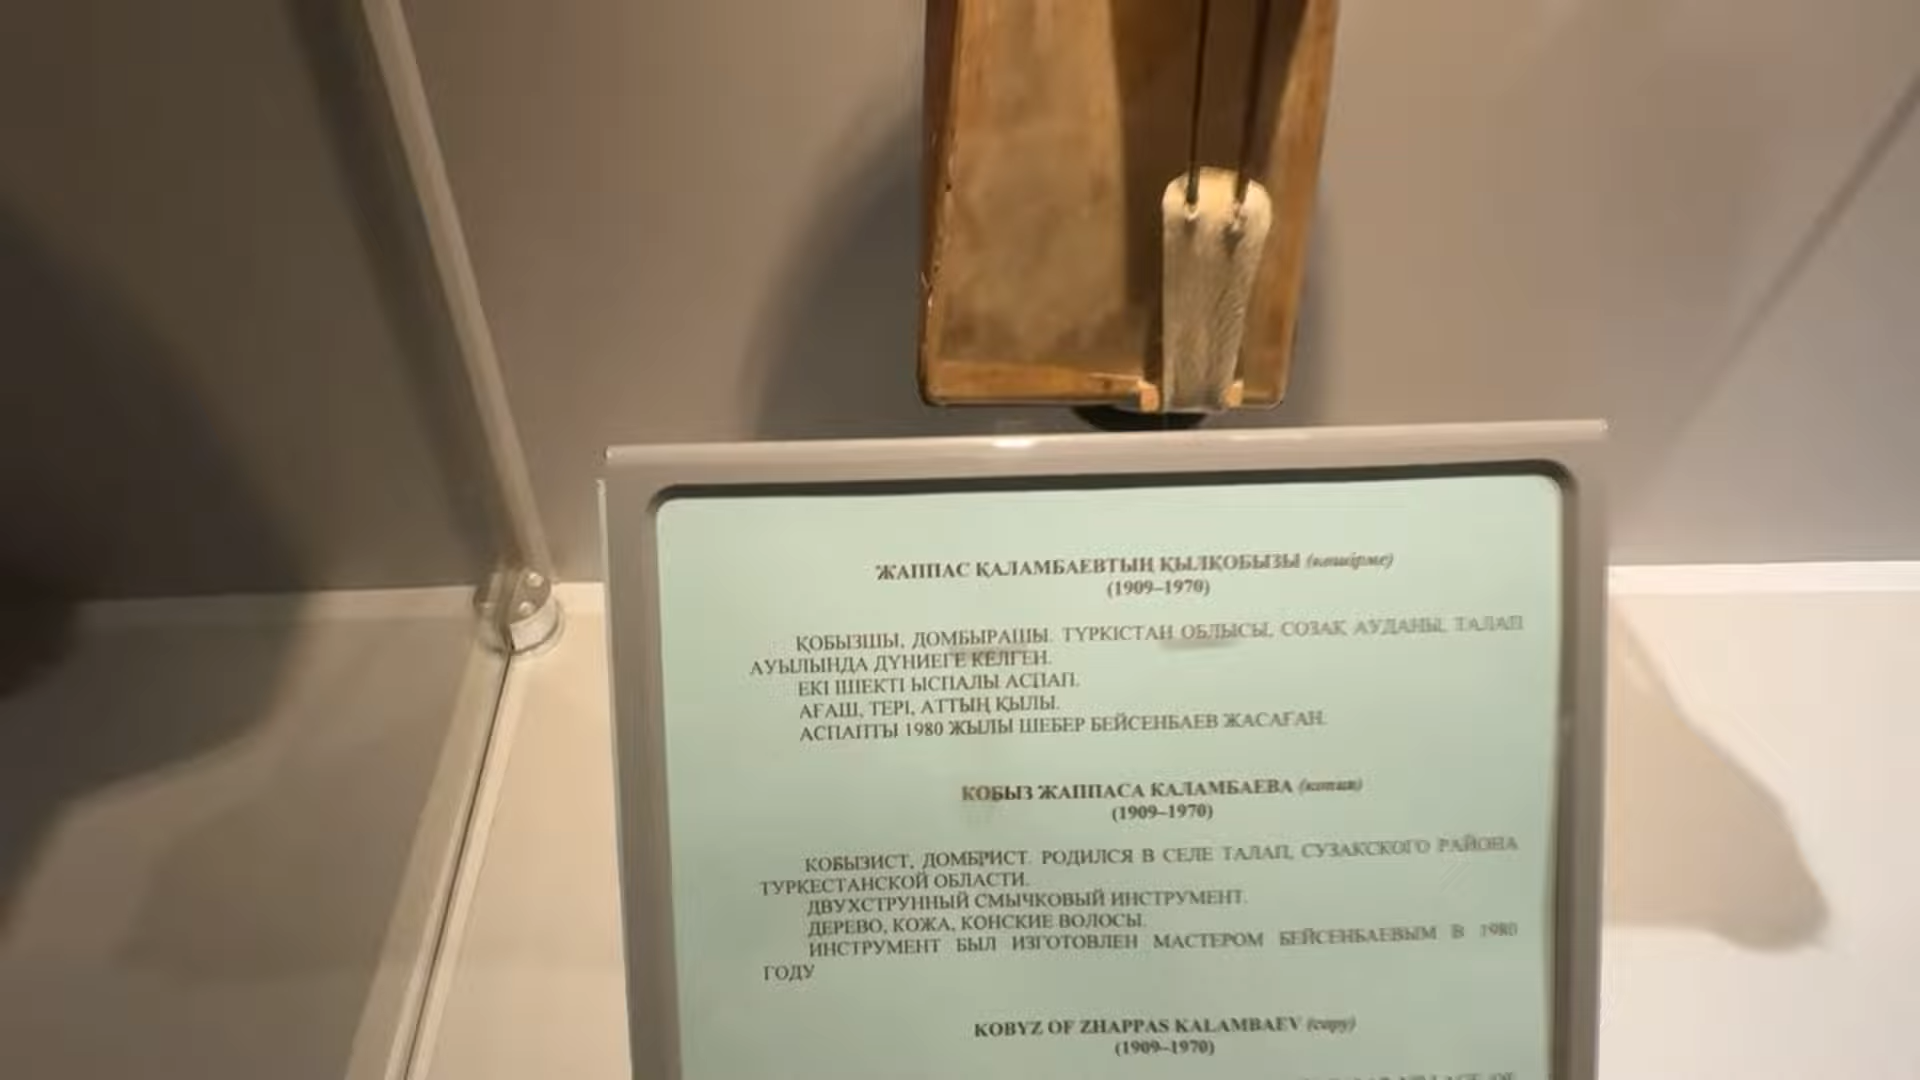 ЖАППАС ҚАЛАМБАЕВТЫҢ ҚЫЛҚОБЫЗЫ (көшірме)
(1909–1970)
ҚОБЫЗШЫ, ДОМБЫРАШЫ. ТҮРКІСТАН ОБЛЫСЫ, СОЗАҚ АУДАНЫ, ТАЛАП
АУЫЛЫНДА ДҮНИЕГЕ КЕЛГЕН.
ЕКІ ІШЕКТІ ЫСПАЛЫ АСПАП.
АҒАШ, ТЕРІ, АТТЫҢ ҚЫЛЫ.
АСПАПТЫ 1980 ЖЫЛЫ ШЕБЕР БЕЙСЕНБАЕВ ЖАСАҒАН.
КОБЫЗ ЖАППАСА КАЛАМБАЕВА (копия)
(1909–1970)
КОБЫЗИСТ, ДОМБРИСТ. РОДИЛСЯ В СЕЛЕ ТАЛАП, СУЗАКСКОГО РАЙОНА
ТУРКЕСТАНСКОЙ ОБЛАСТИ.
ДВУХСТРУННЫЙ СМЫЧКОВЫЙ ИНСТРУМЕНТ.
ДЕРЕВО, КОЖА, КОНСКИЕ ВОЛОСЫ.
ИНСТРУМЕНТ БЫЛ ИЗГОТОВЛЕН МАСТЕРОМ БЕЙСЕНБАЕВЫМ В 1980
ГОДУ
KOBYZ OF ZHAPPAS KALAMBAEV (copy)
(1909–1970)